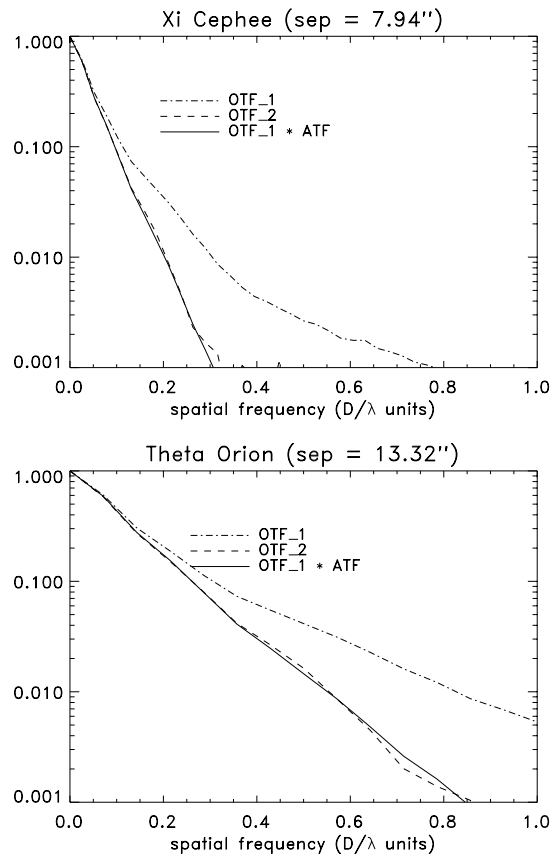 Xi Cephee (sep = 7.94'')
1.000
OTF_1
OTF_2
OTF_1 * ATF
0.100
0.010
0.001
0.0 0.2 0.4 0.6 0.8 1.0
spatial frequency (D/λ units)
Theta Orion (sep = 13.32'')
1.000
OTF_1
OTF_2
OTF_1 * ATF
0.100
0.010
0.001
0.0 0.2 0.4 0.6 0.8 1.0
spatial frequency (D/λ units)